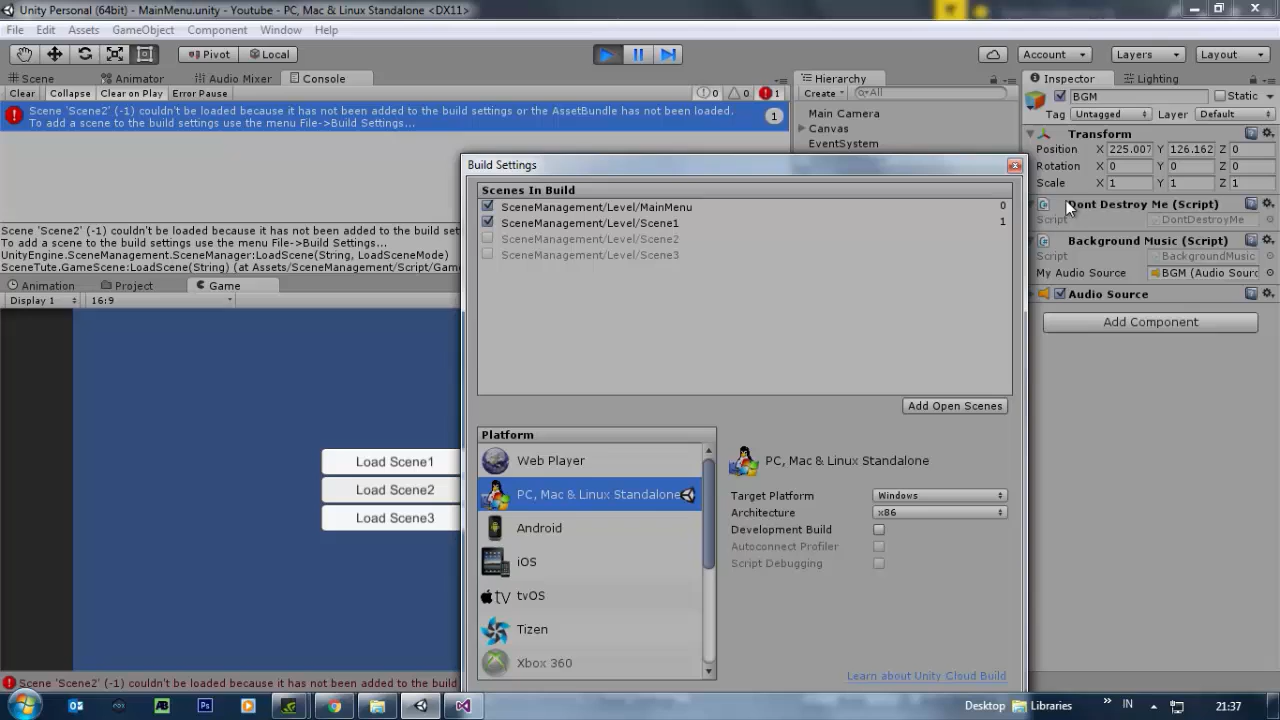 Unity Personal (64bit) - MainMenu.unity - Youtube - PC, Mac & Linux Standalone <DX11>
File Edit Assets GameObject Component Window Help
Pivot Local Account Layers Layout
Scene Animator Audio Mixer Console
Clear Collapse Clear on Play Error Pause 0 0 1
Scene 'Scene2' (-1) couldn't be loaded because it has not been added to the build settings or the AssetBundle has not been loaded.
To add a scene to the build settings use the menu File->Build Settings...
1
Hierarchy
Create All
Main Camera
Canvas
EventSystem
Inspector Lighting
BGM Static
Tag Untagged Layer Default
Transform
Position X 225.007 Y 126.162 Z 0
Rotation X 0 Y 0 Z 0
Scale X 1 Y 1 Z 1
Dont Destroy Me (Script)
Script DontDestroyMe
Background Music (Script)
Script BackgroundMusic
My Audio Source BGM (Audio Sourc
Audio Source
Add Component
Scene 'Scene2' (-1) couldn't be loaded because it has not been
To add a scene to the build settings use the menu File->Build S
UnityEngine.SceneManagement.SceneManager:LoadScene(String, LoadSceneMode)
SceneTute.GameScene:LoadScene(String) (at Assets/SceneManagement/Script/Game
Animation Project Game
Display 1 16:9
Load Scene1
Load Scene2
Load Scene3
Build Settings
Scenes In Build
SceneManagement/Level/MainMenu 0
SceneManagement/Level/Scene1 1
SceneManagement/Level/Scene2
SceneManagement/Level/Scene3
Add Open Scenes
Platform
Web Player
PC, Mac & Linux Standalone
Android
iOS
tv tvOS
Tizen
Xbox 360
PC, Mac & Linux Standalone
Target Platform Windows
Architecture x86
Development Build
Autoconnect Profiler
Script Debugging
Learn about Unity Cloud Build
Scene 'Scene2' (-1) couldn't be loaded because it has not been added to the build
Desktop Libraries IN 21:37